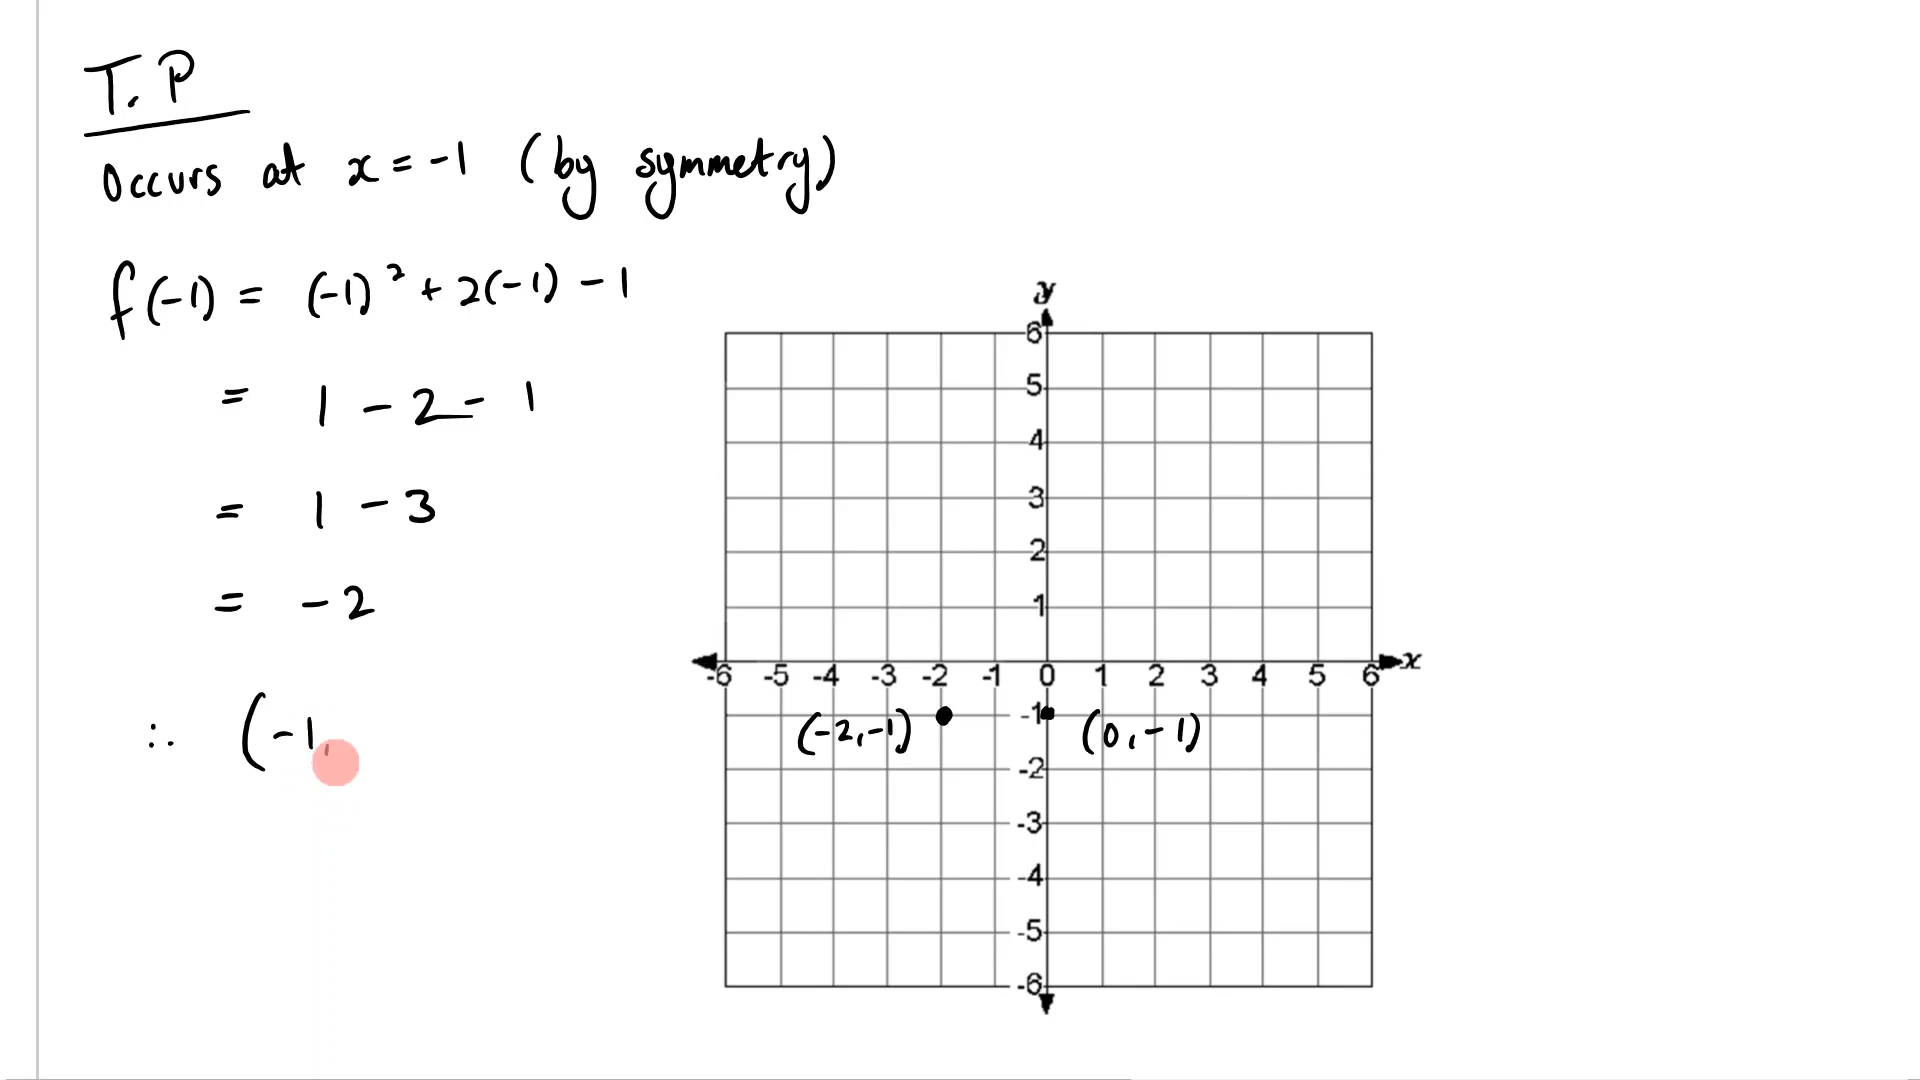 T.P
Occurs at x = -1 (by symmetry)
f(-1) = (-1)² + 2(-1) - 1
= 1 - 2 - 1
= 1 - 3
= -2
∴ (-1,
y
6
5
4
3
2
1
-6 -5 -4 -3 -2 -1 0 1 2 3 4 5 6 x
(-2,-1) -1 (0,-1)
-2
-3
-4
-5
-6